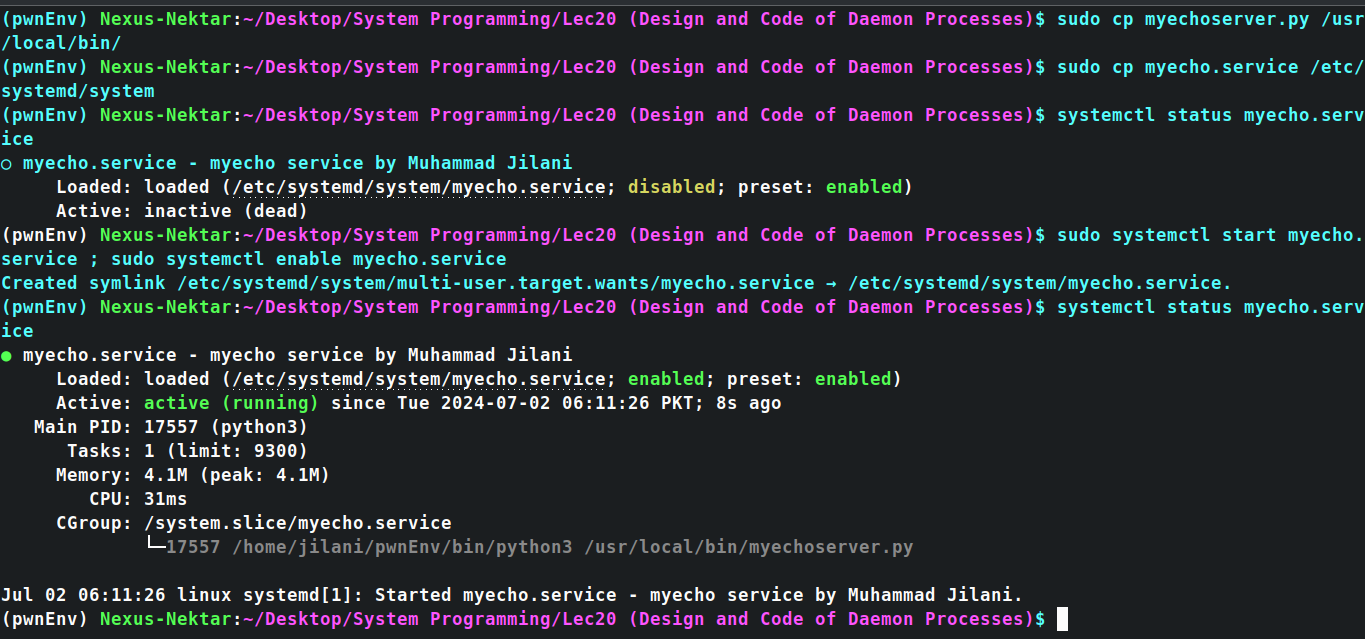 (pwnEnv) Nexus-Nektar:~/Desktop/System Programming/Lec20 (Design and Code of Daemon Processes)$ sudo cp myechoserver.py /usr
/local/bin/
(pwnEnv) Nexus-Nektar:~/Desktop/System Programming/Lec20 (Design and Code of Daemon Processes)$ sudo cp myecho.service /etc/
systemd/system
(pwnEnv) Nexus-Nektar:~/Desktop/System Programming/Lec20 (Design and Code of Daemon Processes)$ systemctl status myecho.serv
ice
○ myecho.service - myecho service by Muhammad Jilani
     Loaded: loaded (/etc/systemd/system/myecho.service; disabled; preset: enabled)
     Active: inactive (dead)
(pwnEnv) Nexus-Nektar:~/Desktop/System Programming/Lec20 (Design and Code of Daemon Processes)$ sudo systemctl start myecho.
service ; sudo systemctl enable myecho.service
Created symlink /etc/systemd/system/multi-user.target.wants/myecho.service → /etc/systemd/system/myecho.service.
(pwnEnv) Nexus-Nektar:~/Desktop/System Programming/Lec20 (Design and Code of Daemon Processes)$ systemctl status myecho.serv
ice
● myecho.service - myecho service by Muhammad Jilani
     Loaded: loaded (/etc/systemd/system/myecho.service; enabled; preset: enabled)
     Active: active (running) since Tue 2024-07-02 06:11:26 PKT; 8s ago
   Main PID: 17557 (python3)
      Tasks: 1 (limit: 9300)
     Memory: 4.1M (peak: 4.1M)
        CPU: 31ms
     CGroup: /system.slice/myecho.service
             └─17557 /home/jilani/pwnEnv/bin/python3 /usr/local/bin/myechoserver.py
Jul 02 06:11:26 linux systemd[1]: Started myecho.service - myecho service by Muhammad Jilani.
(pwnEnv) Nexus-Nektar:~/Desktop/System Programming/Lec20 (Design and Code of Daemon Processes)$